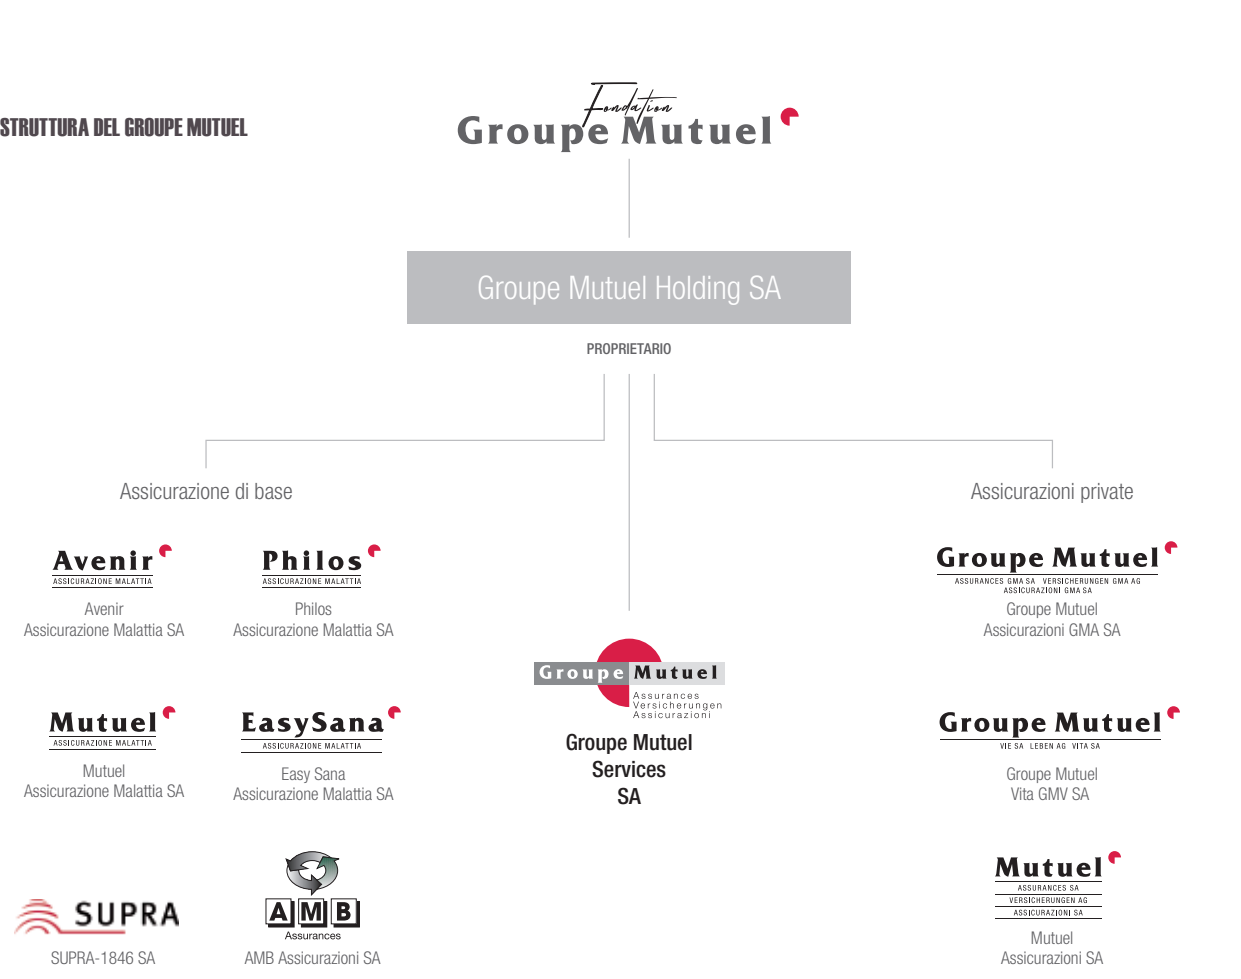 STRUTTURA DEL GROUPE MUTUEL
Fondation
Groupe Mutuel
Groupe Mutuel Holding SA
PROPRIETARIO
Assicurazione di base
Avenir
ASSICURAZIONE MALATTIA
Avenir
Assicurazione Malattia SA
Philos
ASSICURAZIONE MALATTIA
Philos
Assicurazione Malattia SA
Mutuel
ASSICURAZIONE MALATTIA
Mutuel
Assicurazione Malattia SA
EasySana
ASSICURAZIONE MALATTIA
Easy Sana
Assicurazione Malattia SA
SUPRA
SUPRA-1846 SA
AMB
Assurances
AMB Assicurazioni SA
Groupe Mutuel
Assurances
Versicherungen
Assicurazioni
Groupe Mutuel
Services
SA
Assicurazioni private
Groupe Mutuel
ASSURANCES GMA SA VERSICHERUNGEN GMA AG
ASSICURAZIONI GMA SA
Groupe Mutuel
Assicurazioni GMA SA
Groupe Mutuel
VIE SA LEBEN AG VITA SA
Groupe Mutuel
Vita GMV SA
Mutuel
ASSURANCES SA
VERSICHERUNGEN AG
ASSICURAZIONI SA
Mutuel
Assicurazioni SA